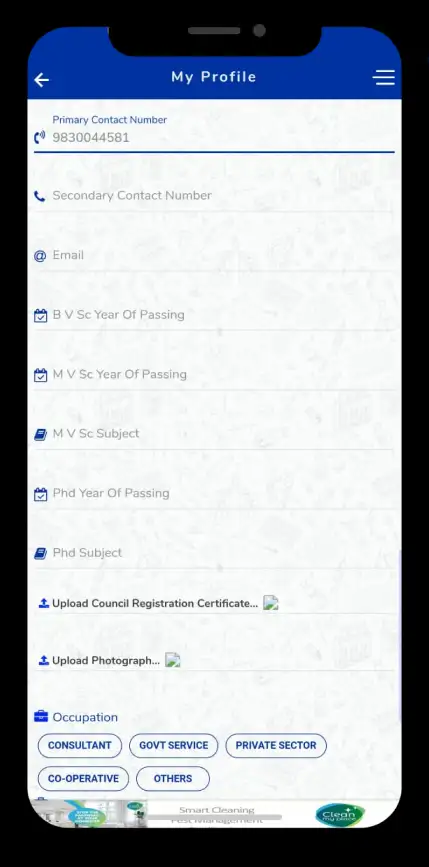 My Profile
Primary Contact Number
9830044581
Secondary Contact Number
@ Email
B V Sc Year Of Passing
M V Sc Year Of Passing
M V Sc Subject
Phd Year Of Passing
Phd Subject
Upload Council Registration Certificate...
Upload Photograph...
Occupation
CONSULTANT GOVT SERVICE PRIVATE SECTOR
CO-OPERATIVE OTHERS
Smart Cleaning
Pest Management
Clean
my place